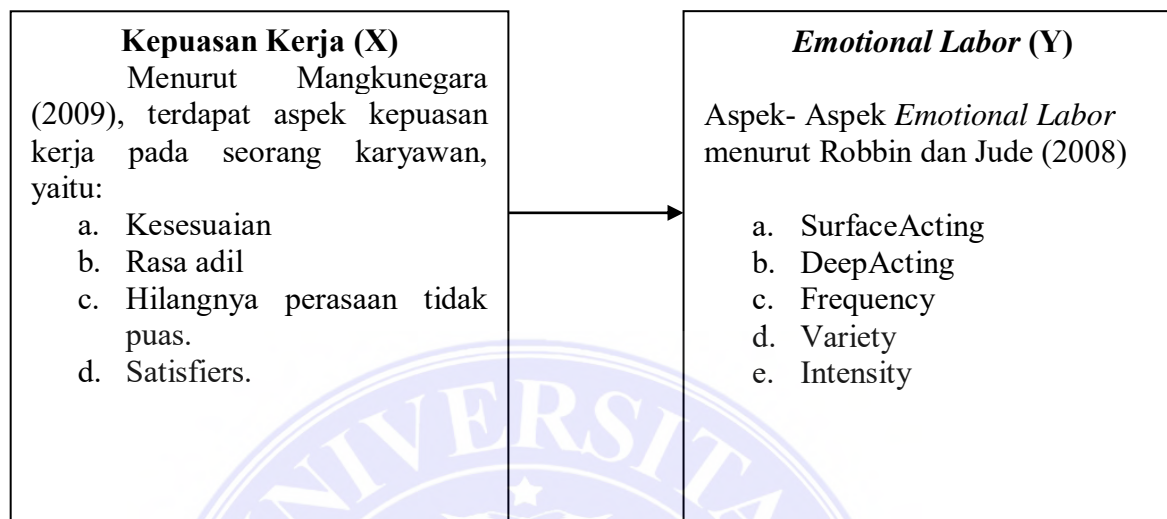 Kepuasan Kerja (X)
Menurut Mangkunegara
(2009), terdapat aspek kepuasan
kerja pada seorang karyawan,
yaitu:
a. Kesesuaian
b. Rasa adil
c. Hilangnya perasaan tidak
puas.
d. Satisfiers.
Emotional Labor (Y)
Aspek- Aspek Emotional Labor
menurut Robbin dan Jude (2008)
a. SurfaceActing
b. DeepActing
c. Frequency
d. Variety
e. Intensity
NIVERSITA